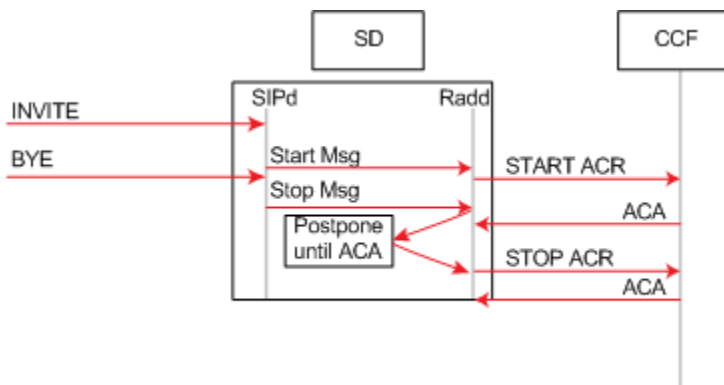 SD
CCF
SIPd
Radd
INVITE
BYE
Start Msg
START ACR
Stop Msg
ACA
Postpone
until ACA
STOP ACR
ACA